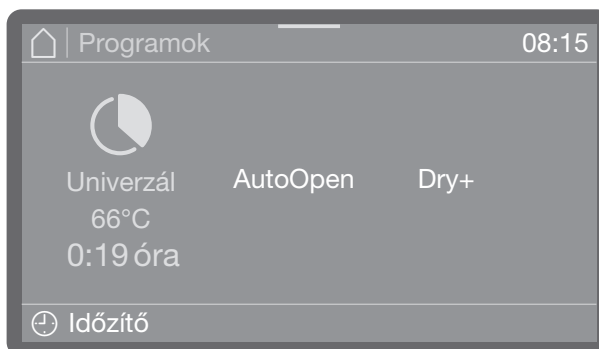 Programok 08:15
Univerzál AutoOpen Dry+
66°C
0:19 óra
Időzítő